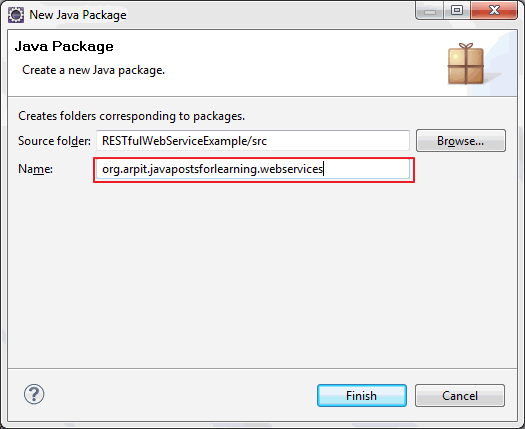 New Java Package
Java Package
Create a new Java package.
Creates folders corresponding to packages.
Source folder: RESTfulWebServiceExample/src Browse...
Name: org.arpit.javapostsforlearning.webservices
? Finish Cancel